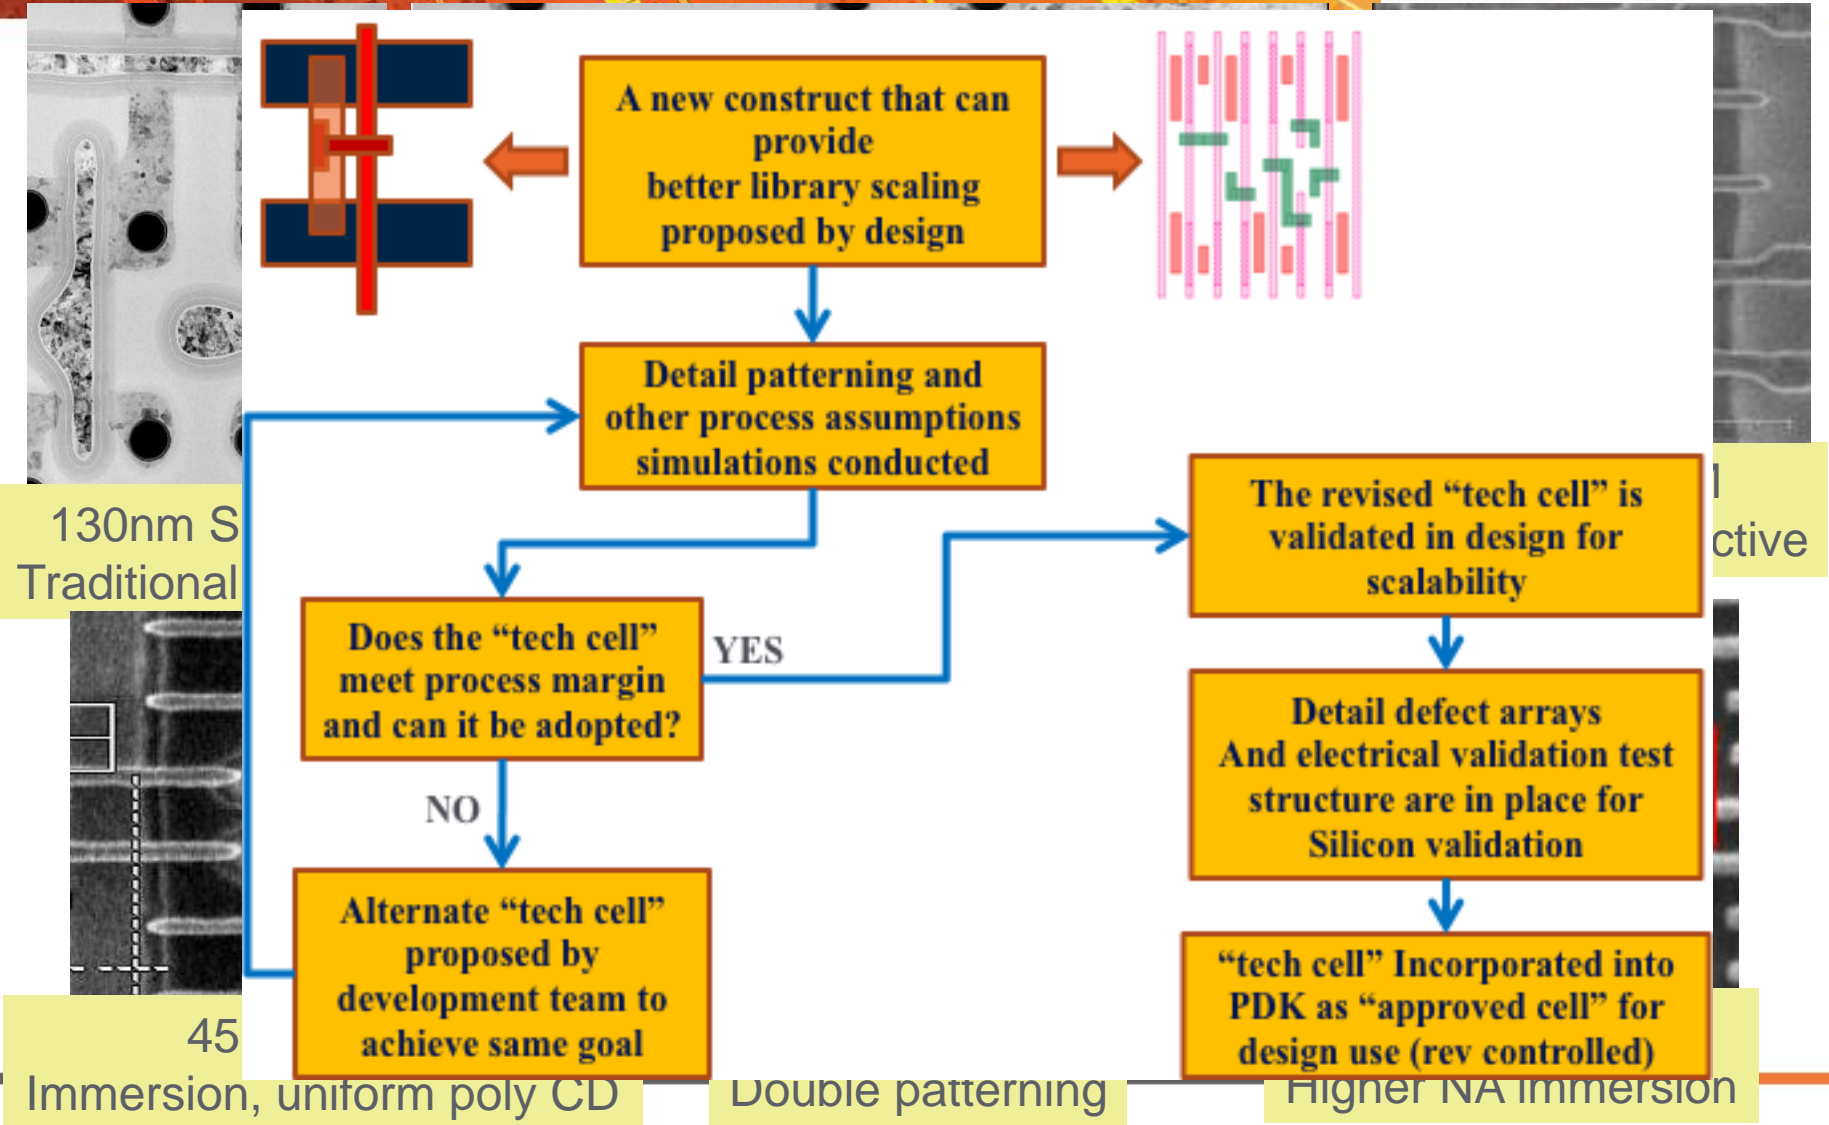 A new construct that can
provide
better library scaling
proposed by design
Detail patterning and
other process assumptions
simulations conducted
130nm S
Traditional
ctive
The revised “tech cell” is
validated in design for
scalability
Does the “tech cell”
meet process margin
and can it be adopted?
YES
NO
Detail defect arrays
And electrical validation test
structure are in place for
Silicon validation
Alternate “tech cell”
proposed by
development team to
achieve same goal
“tech cell” Incorporated into
PDK as “approved cell” for
design use (rev controlled)
45
Immersion, uniform poly CD
Double patterning
Higher NA immersion